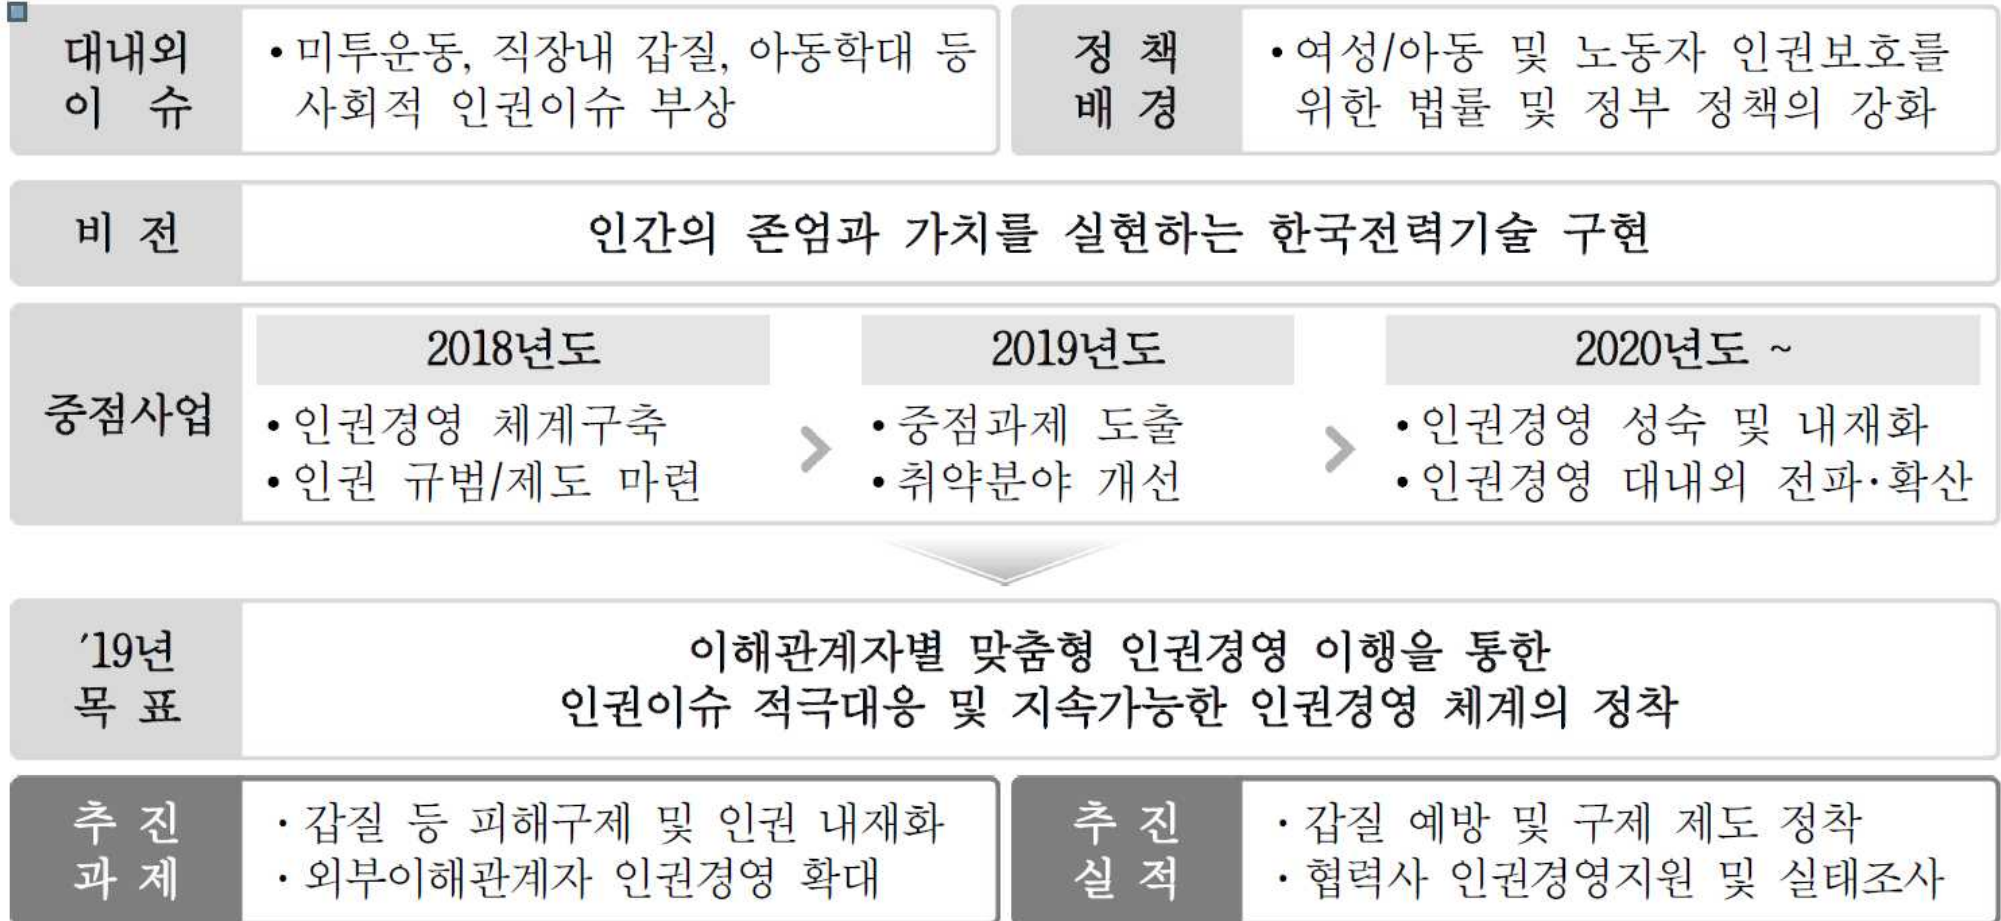 대내외
이 슈
• 미투운동, 직장내 갑질, 아동학대 등
사회적 인권이슈 부상
정 책
배 경
• 여성/아동 및 노동자 인권보호를
위한 법률 및 정부 정책의 강화
비 전
인간의 존엄과 가치를 실현하는 한국전력기술 구현
중점사업
2018년도
• 인권경영 체계구축
• 인권 규범/제도 마련
2019년도
• 중점과제 도출
• 취약분야 개선
2020년도 ~
• 인권경영 성숙 및 내재화
• 인권경영 대내외 전파·확산
′19년
목 표
이해관계자별 맞춤형 인권경영 이행을 통한
인권이슈 적극대응 및 지속가능한 인권경영 체계의 정착
추 진
과 제
· 갑질 등 피해구제 및 인권 내재화
· 외부이해관계자 인권경영 확대
추 진
실 적
· 갑질 예방 및 구제 제도 정착
· 협력사 인권경영지원 및 실태조사